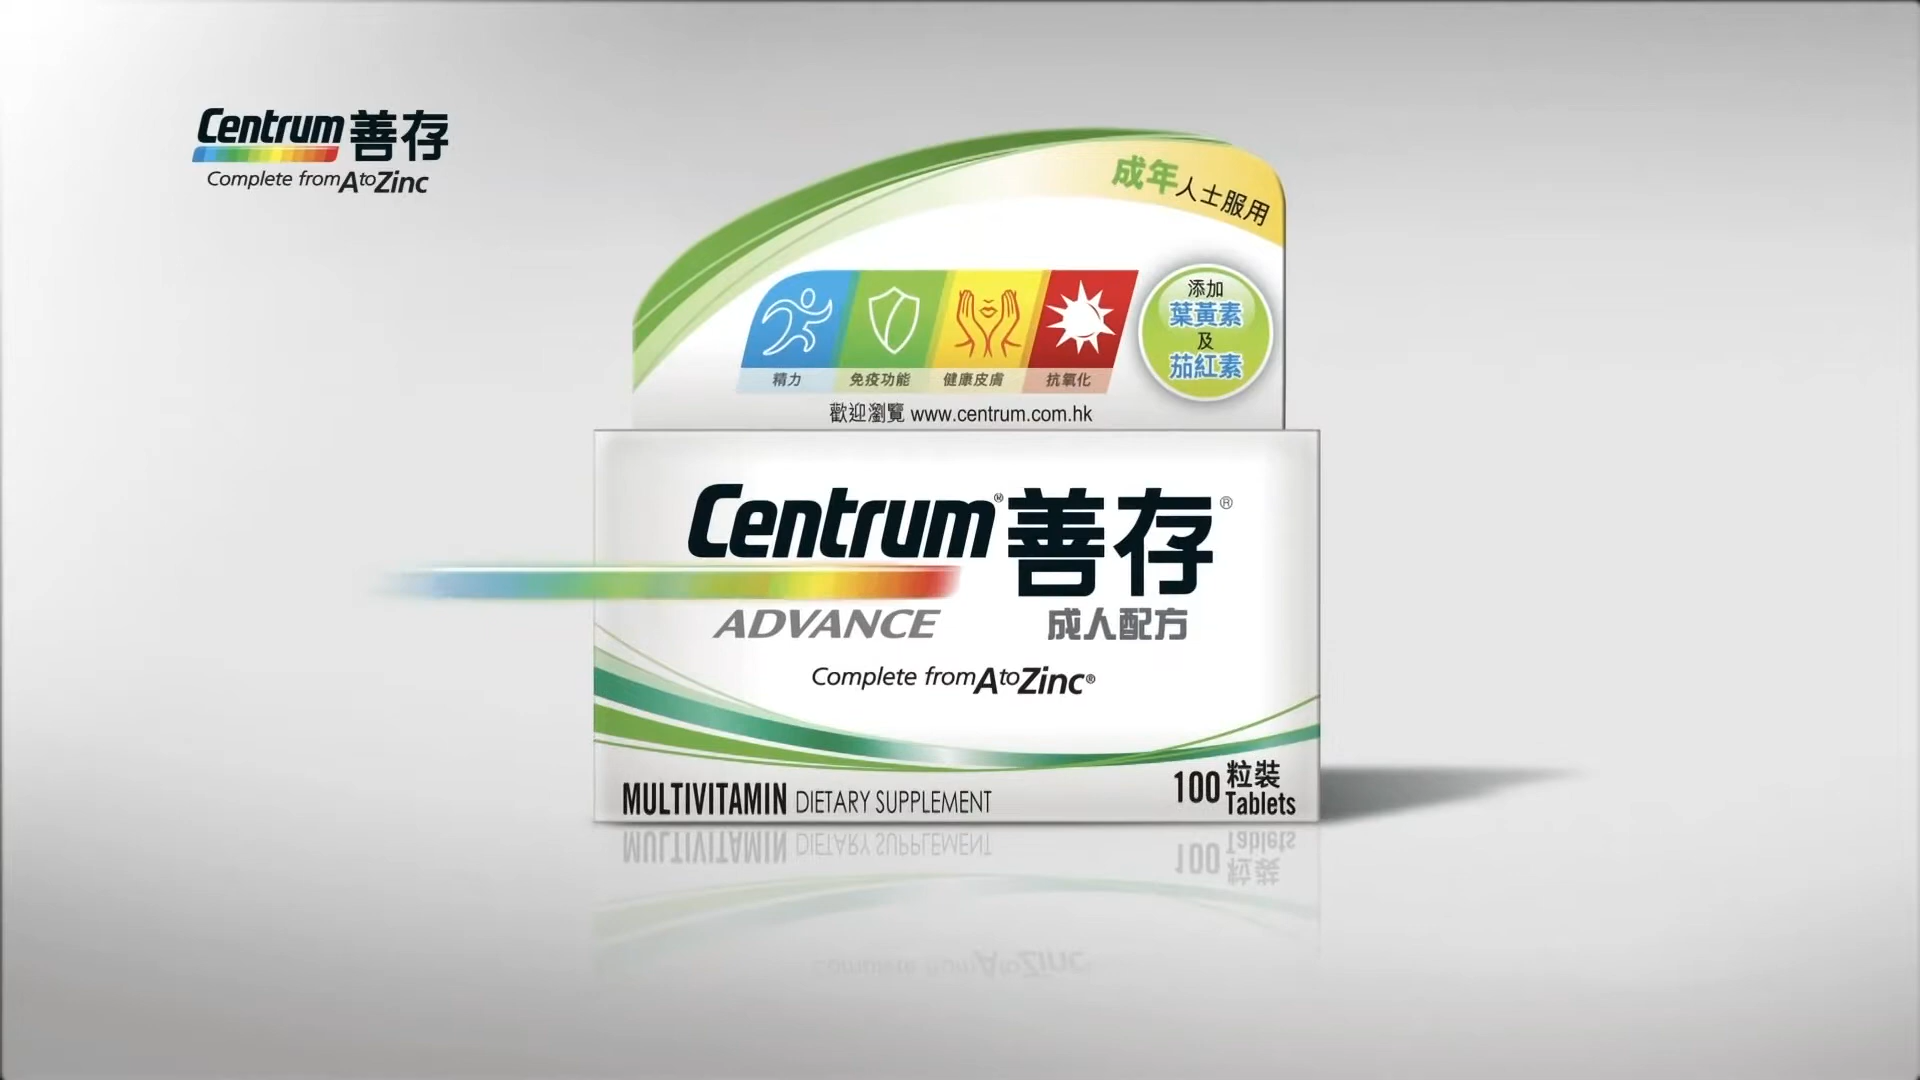 Centrum善存
Complete from A to Zinc
成年人士服用
添加
葉黃素
及
茄紅素
精力 免疫功能 健康皮膚 抗氧化
歡迎瀏覽 www.centrum.com.hk
Centrum®善存®
ADVANCE 成人配方
Complete from A to Zinc®
MULTIVITAMIN DIETARY SUPPLEMENT
100 粒裝 Tablets